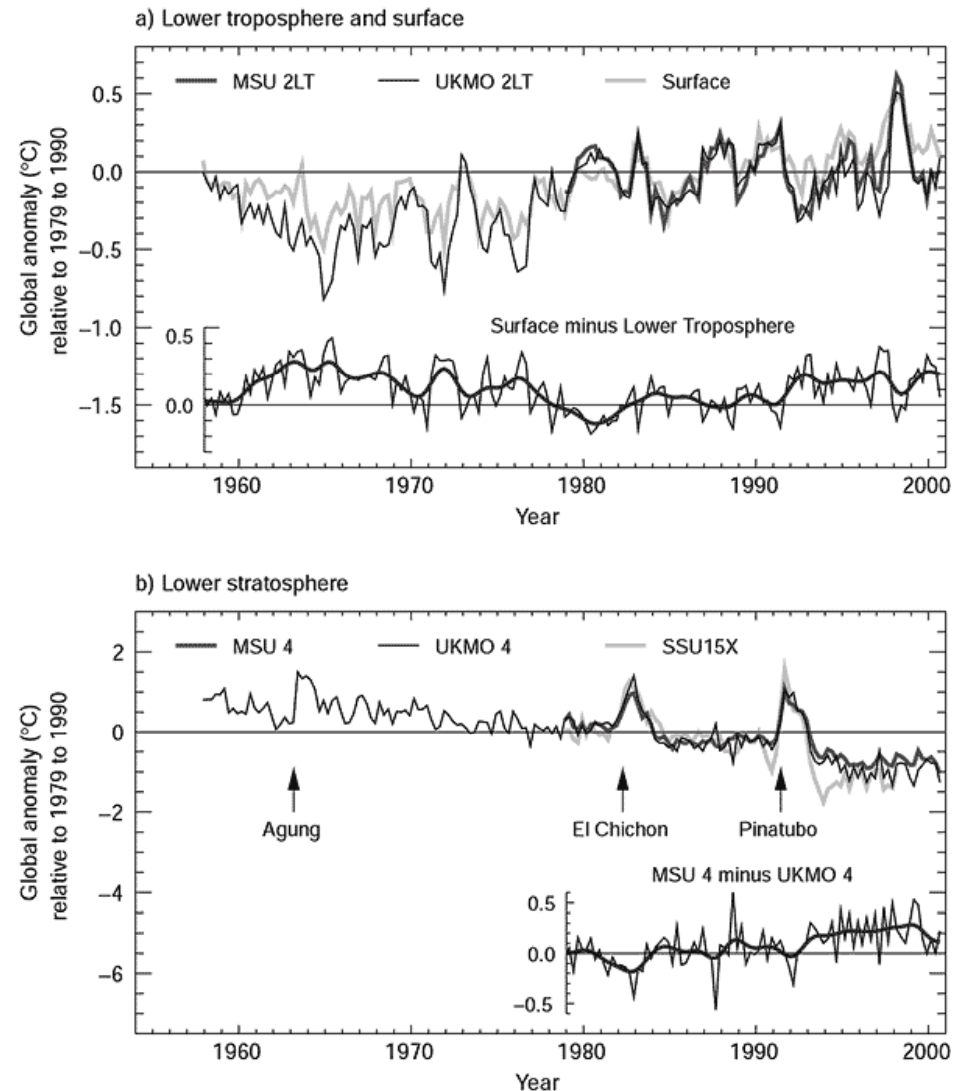 a) Lower troposphere and surface
MSU 2LT UKMO 2LT Surface
0.5
0.0
−0.5
−1.0
−1.5
Global anomaly (°C)
relative to 1979 to 1990
Surface minus Lower Troposphere
0.5
0.0
1960 1970 1980 1990 2000
Year
b) Lower stratosphere
MSU 4 UKMO 4 SSU15X
2
0
−2
−4
−6
Global anomaly (°C)
relative to 1979 to 1990
Agung El Chichon Pinatubo
MSU 4 minus UKMO 4
0.5
0.0
−0.5
1960 1970 1980 1990 2000
Year